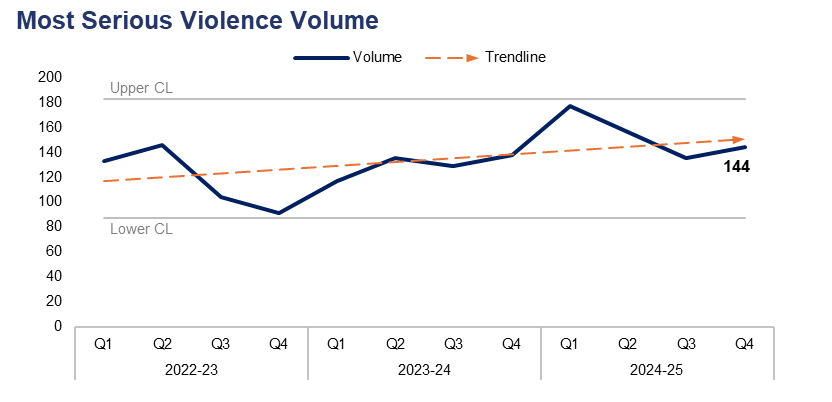 Most Serious Violence Volume
Volume Trendline
200
Upper CL
180
160
140
144
120
100
80
Lower CL
60
40
20
0
Q1 Q2 Q3 Q4 Q1 Q2 Q3 Q4 Q1 Q2 Q3 Q4
2022-23 2023-24 2024-25